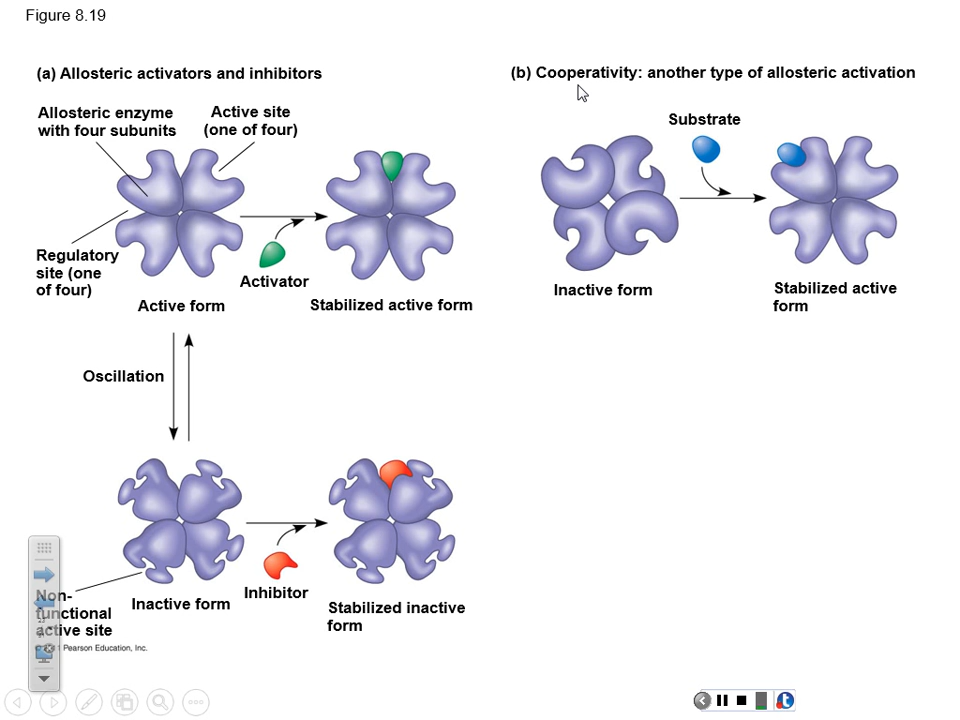 Figure 8.19
(a) Allosteric activators and inhibitors
Allosteric enzyme
with four subunits
Active site
(one of four)
Regulatory
site (one
of four)
Activator
Active form
Stabilized active form
Oscillation
Non-
functional
active site
Inactive form
Inhibitor
Stabilized inactive
form
Pearson Education, Inc.
(b) Cooperativity: another type of allosteric activation
Substrate
Inactive form
Stabilized active
form